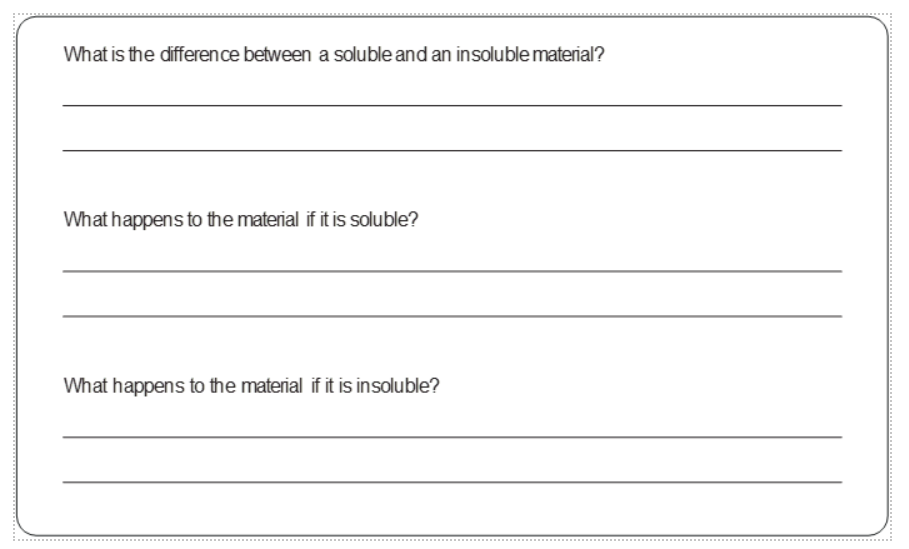 What is the difference between a soluble and an insoluble material?
What happens to the material if it is soluble?
What happens to the material if it is insoluble?